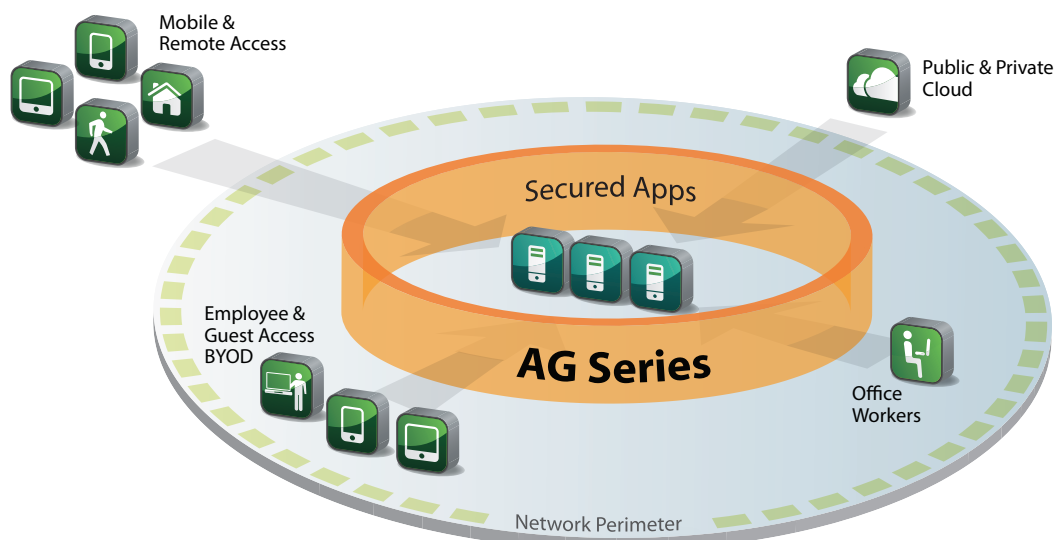 Mobile &
Remote Access
Public & Private
Cloud
Secured Apps
Employee &
Guest Access
BYOD
AG Series
Office
Workers
Network Perimeter